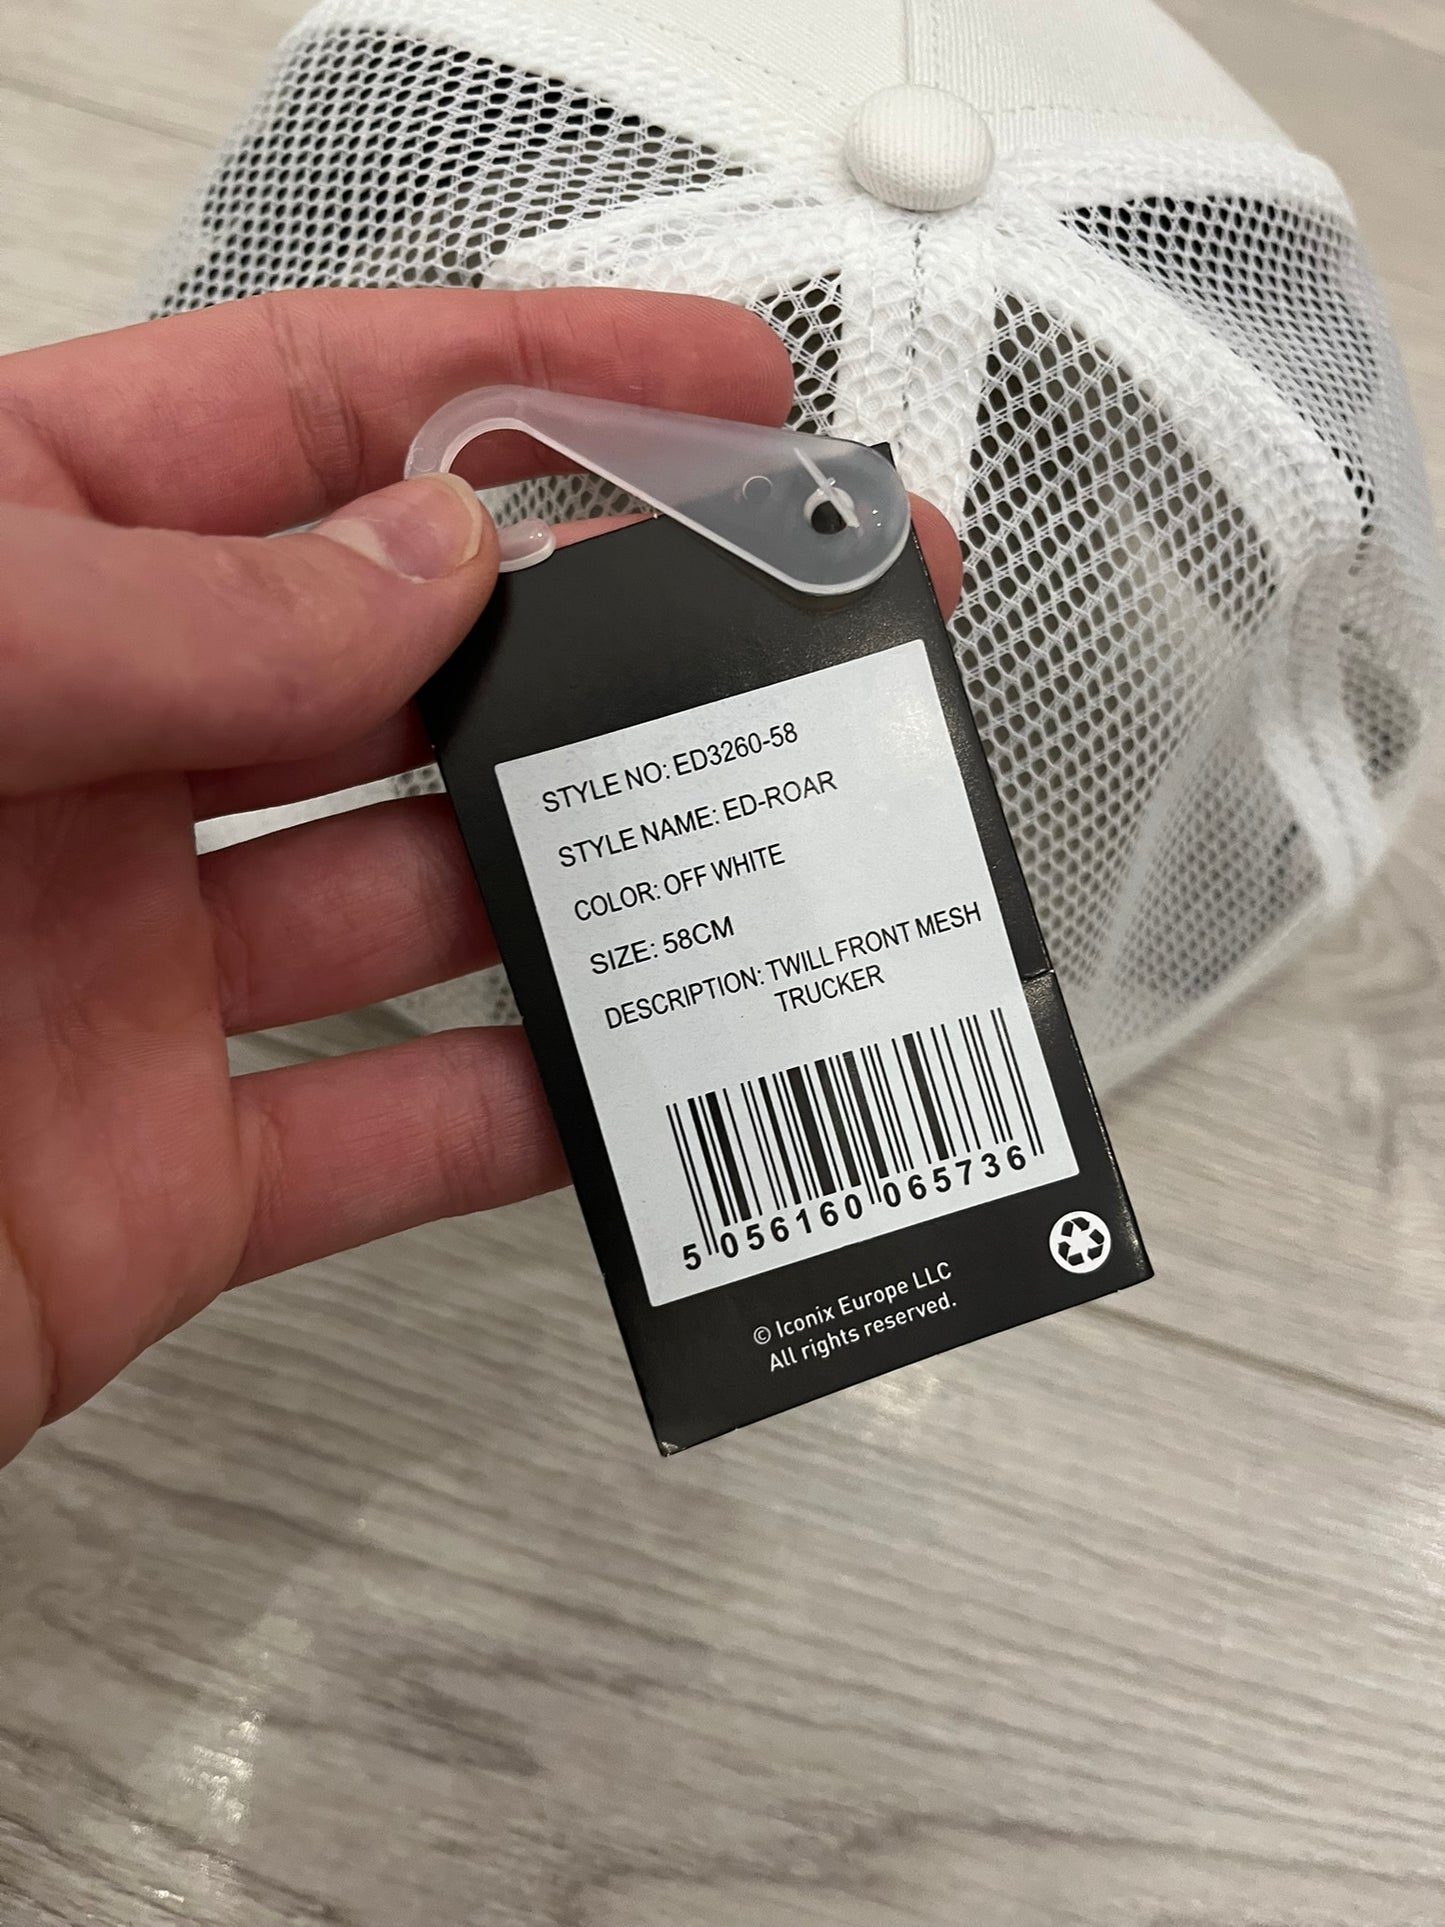 STYLE NO: ED3260-58
STYLE NAME: ED-ROAR
COLOR: OFF WHITE
SIZE: 58CM
DESCRIPTION: TWILL FRONT MESH
TRUCKER
5 056160 065736
© Iconix Europe LLC
All rights reserved.